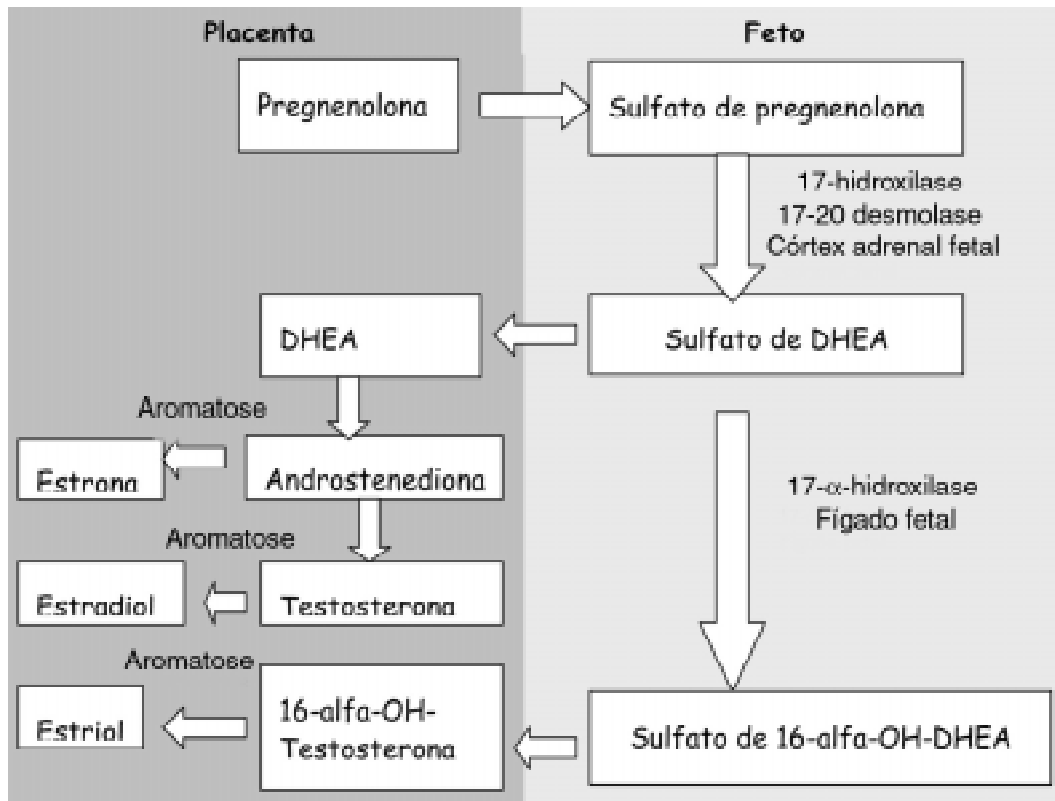 Placenta
Feto
Pregnenolona
Sulfato de pregnenolona
17-hidroxilase
17-20 desmolase
Córtex adrenal fetal
DHEA
Sulfato de DHEA
Aromatose
Estrona
Androstenediona
17-α-hidroxilase
Fígado fetal
Aromatose
Estradiol
Testosterona
Aromatose
Estrial
16-alfa-OH-
Testosterona
Sulfato de 16-alfa-OH-DHEA